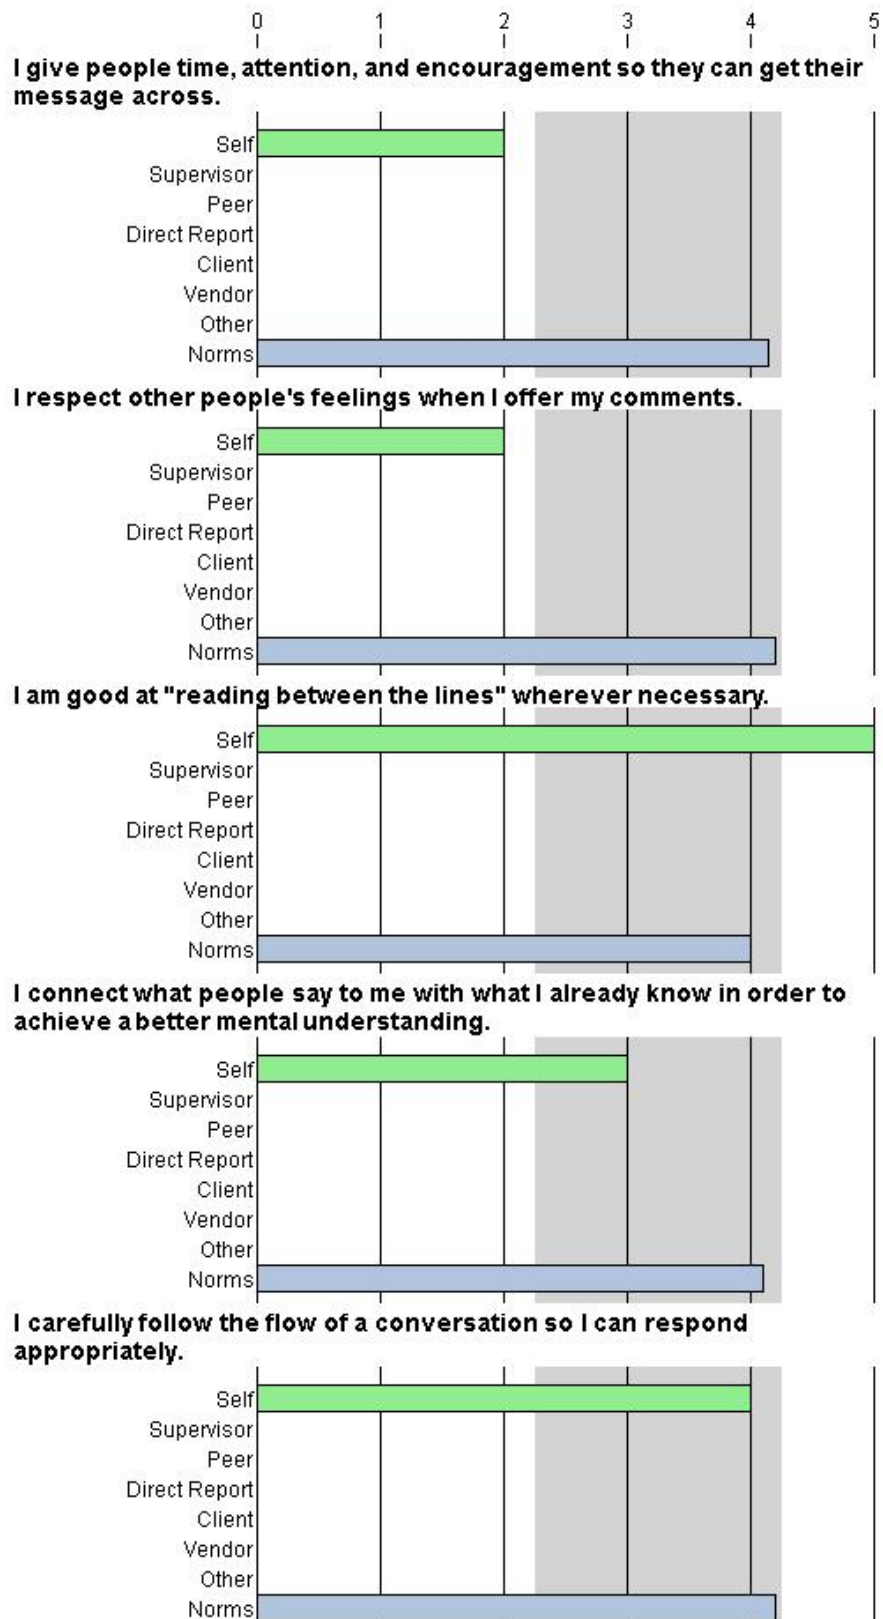 0 1 2 3 4 5
I give people time, attention, and encouragement so they can get their
message across.
Self
Supervisor
Peer
Direct Report
Client
Vendor
Other
Norms
I respect other people's feelings when I offer my comments.
Self
Supervisor
Peer
Direct Report
Client
Vendor
Other
Norms
I am good at "reading between the lines" wherever necessary.
Self
Supervisor
Peer
Direct Report
Client
Vendor
Other
Norms
I connect what people say to me with what I already know in order to
achieve a better mental understanding.
Self
Supervisor
Peer
Direct Report
Client
Vendor
Other
Norms
I carefully follow the flow of a conversation so I can respond
appropriately.
Self
Supervisor
Peer
Direct Report
Client
Vendor
Other
Norms